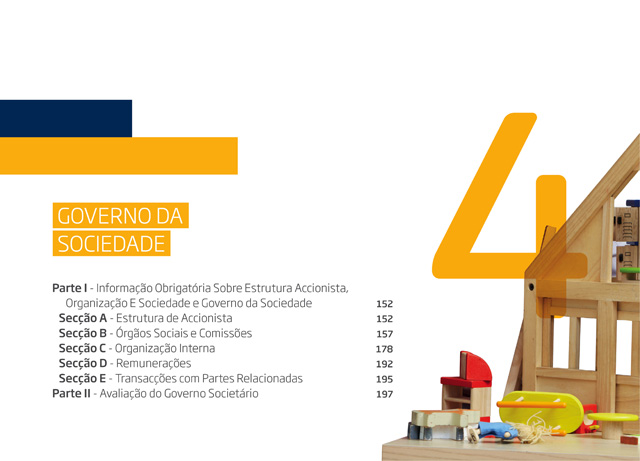 4
GOVERNO DA
SOCIEDADE
Parte I - Informação Obrigatória Sobre Estrutura Accionista,
Organização E Sociedade e Governo da Sociedade 152
Secção A - Estrutura de Accionista 152
Secção B - Órgãos Sociais e Comissões 157
Secção C - Organização Interna 178
Secção D - Remunerações 192
Secção E - Transacções com Partes Relacionadas 195
Parte II - Avaliação do Governo Societário 197